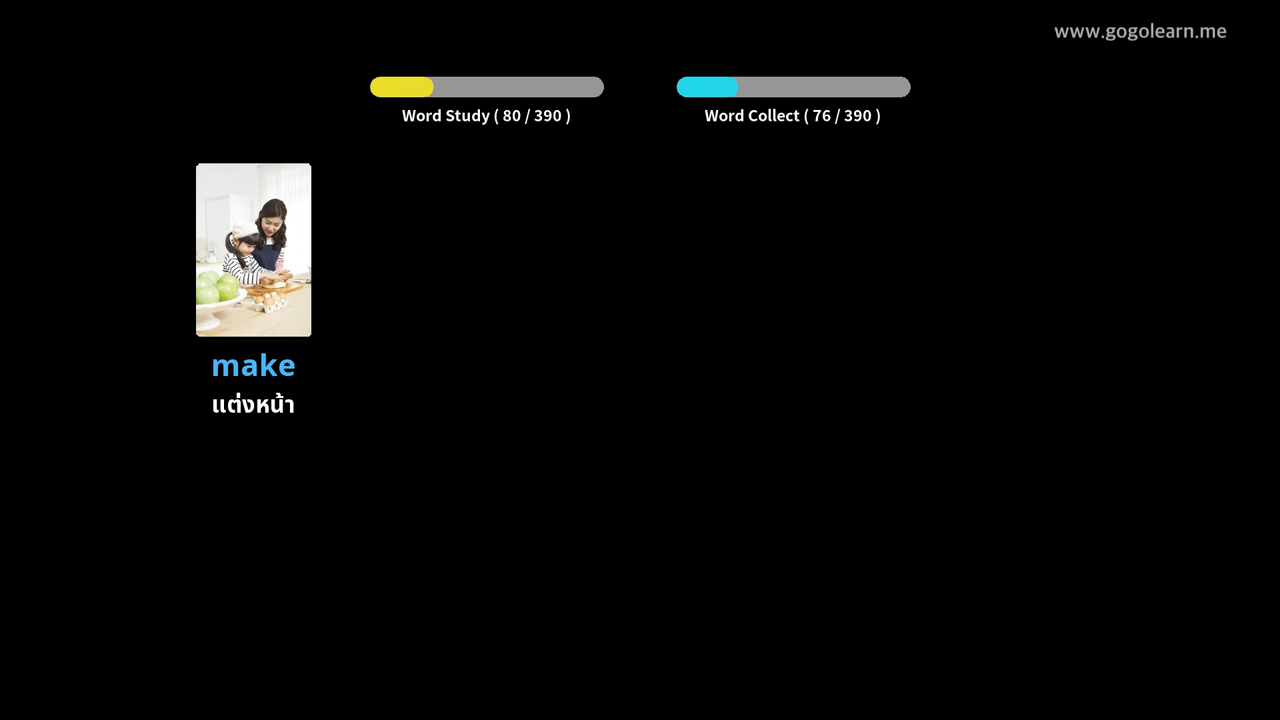 www.gogolearn.me
Word Study ( 80 / 390 )
Word Collect ( 76 / 390 )
make
แต่งหน้า